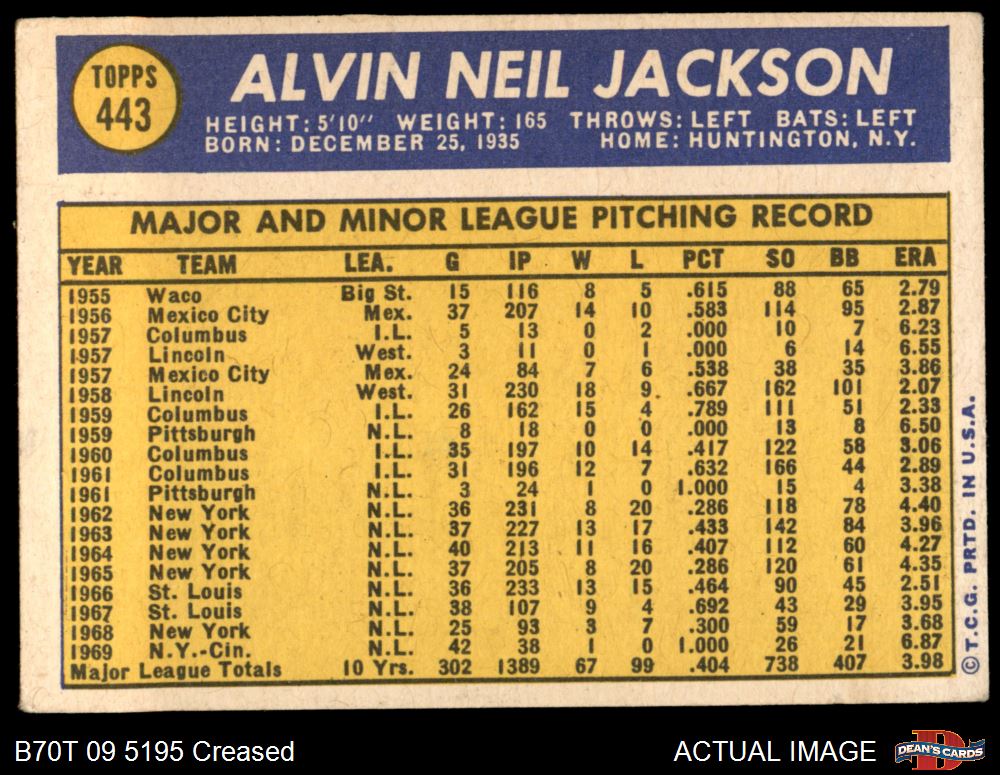 TOPPS
443
ALVIN NEIL JACKSON
HEIGHT: 5'10" WEIGHT: 165 THROWS: LEFT BATS: LEFT
BORN: DECEMBER 25, 1935 HOME: HUNTINGTON, N.Y.
MAJOR AND MINOR LEAGUE PITCHING RECORD
YEAR TEAM LEA. G IP W L PCT SO BB ERA
1955 Waco Big St. 15 116 8 5 .615 88 65 2.79
1956 Mexico City Mex. 37 207 14 10 .583 114 95 2.87
1957 Columbus I.L. 5 13 0 2 .000 10 7 6.23
1957 Lincoln West. 3 11 0 1 .000 6 14 6.55
1957 Mexico City Mex. 24 84 7 6 .538 38 35 3.86
1958 Lincoln West. 31 230 18 9 .667 162 101 2.07
1959 Columbus I.L. 26 162 15 4 .789 111 51 2.33
1959 Pittsburgh N.L. 8 18 0 0 .000 13 8 6.50
1960 Columbus I.L. 35 197 10 14 .417 122 58 3.06
1961 Columbus I.L. 31 196 12 7 .632 166 44 2.89
1961 Pittsburgh N.L. 3 24 1 0 1.000 15 4 3.38
1962 New York N.L. 36 231 8 20 .286 118 78 4.40
1963 New York N.L. 37 227 13 17 .433 142 84 3.96
1964 New York N.L. 40 213 11 16 .407 112 60 4.27
1965 New York N.L. 37 205 8 20 .286 120 61 4.35
1966 St. Louis N.L. 36 233 13 15 .464 90 45 2.51
1967 St. Louis N.L. 38 107 9 4 .692 43 29 3.95
1968 New York N.L. 25 93 3 7 .300 59 17 3.68
1969 N.Y.-Cin. N.L. 42 38 1 0 1.000 26 21 6.87
Major League Totals 10 Yrs. 302 1389 67 99 .404 738 407 3.98
© T.C.G. PRTD. IN U.S.A.
B70T 09 5195 Creased
ACTUAL IMAGE
D
DEAN'S CARDS